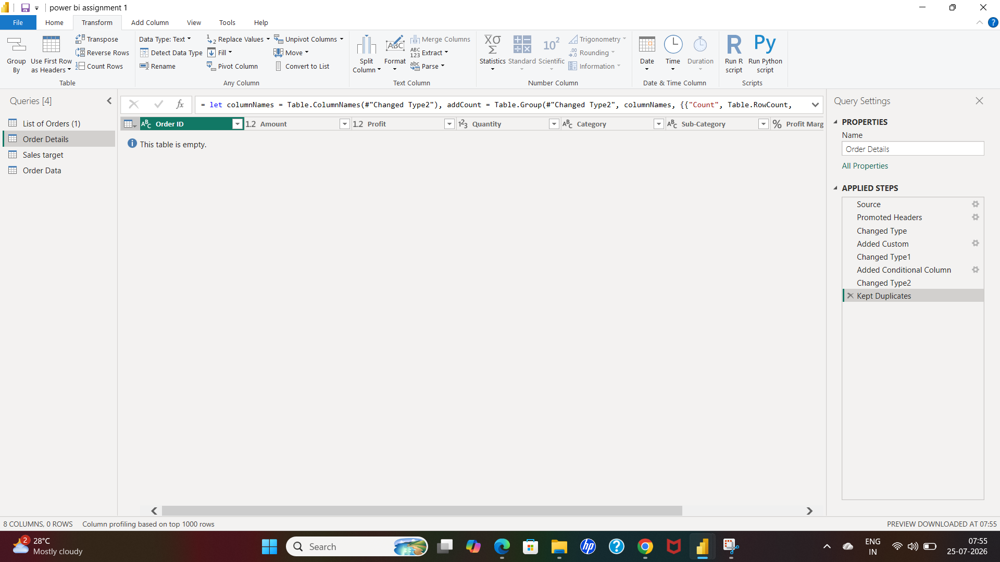 power bi assignment 1
File Home Transform Add Column View Tools Help
Group By
Use First Row as Headers
Transpose
Reverse Rows
Count Rows
Table
Data Type: Text
Detect Data Type
Rename
Replace Values
Fill
Pivot Column
Unpivot Columns
Move
Convert to List
Any Column
Split Column
Format
Merge Columns
Extract
Parse
Text Column
Statistics
Standard
Scientific
Trigonometry
Rounding
Information
Number Column
Date
Time
Duration
Date & Time Column
Run R script
Run Python script
Scripts
Queries [4]
List of Orders (1)
Order Details
Sales target
Order Data
= let columnNames = Table.ColumnNames(#"Changed Type2"), addCount = Table.Group(#"Changed Type2", columnNames, {{"Count", Table.RowCount,
Order ID 1.2 Amount 1.2 Profit 123 Quantity ABC Category ABC Sub-Category % Profit Marg
This table is empty.
Query Settings
PROPERTIES
Name
Order Details
All Properties
APPLIED STEPS
Source
Promoted Headers
Changed Type
Added Custom
Changed Type1
Added Conditional Column
Changed Type2
Kept Duplicates
8 COLUMNS, 0 ROWS Column profiling based on top 1000 rows
PREVIEW DOWNLOADED AT 07:55
2
28°C
Mostly cloudy
Search
ENG
IN
07:55
25-07-2026